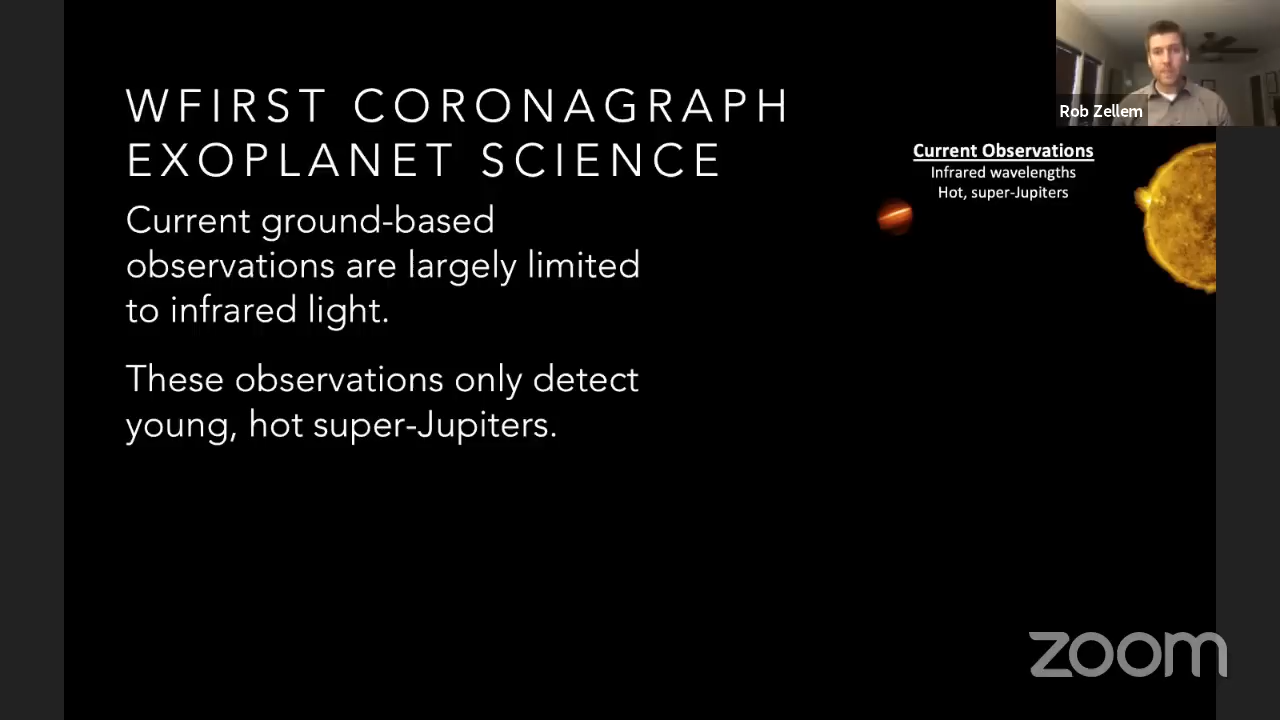 WFIRST CORONAGRAPH
EXOPLANET SCIENCE
Current ground-based
observations are largely limited
to infrared light.
These observations only detect
young, hot super-Jupiters.
Rob Zellem
Current Observations
Infrared wavelengths
Hot, super-Jupiters
zoom